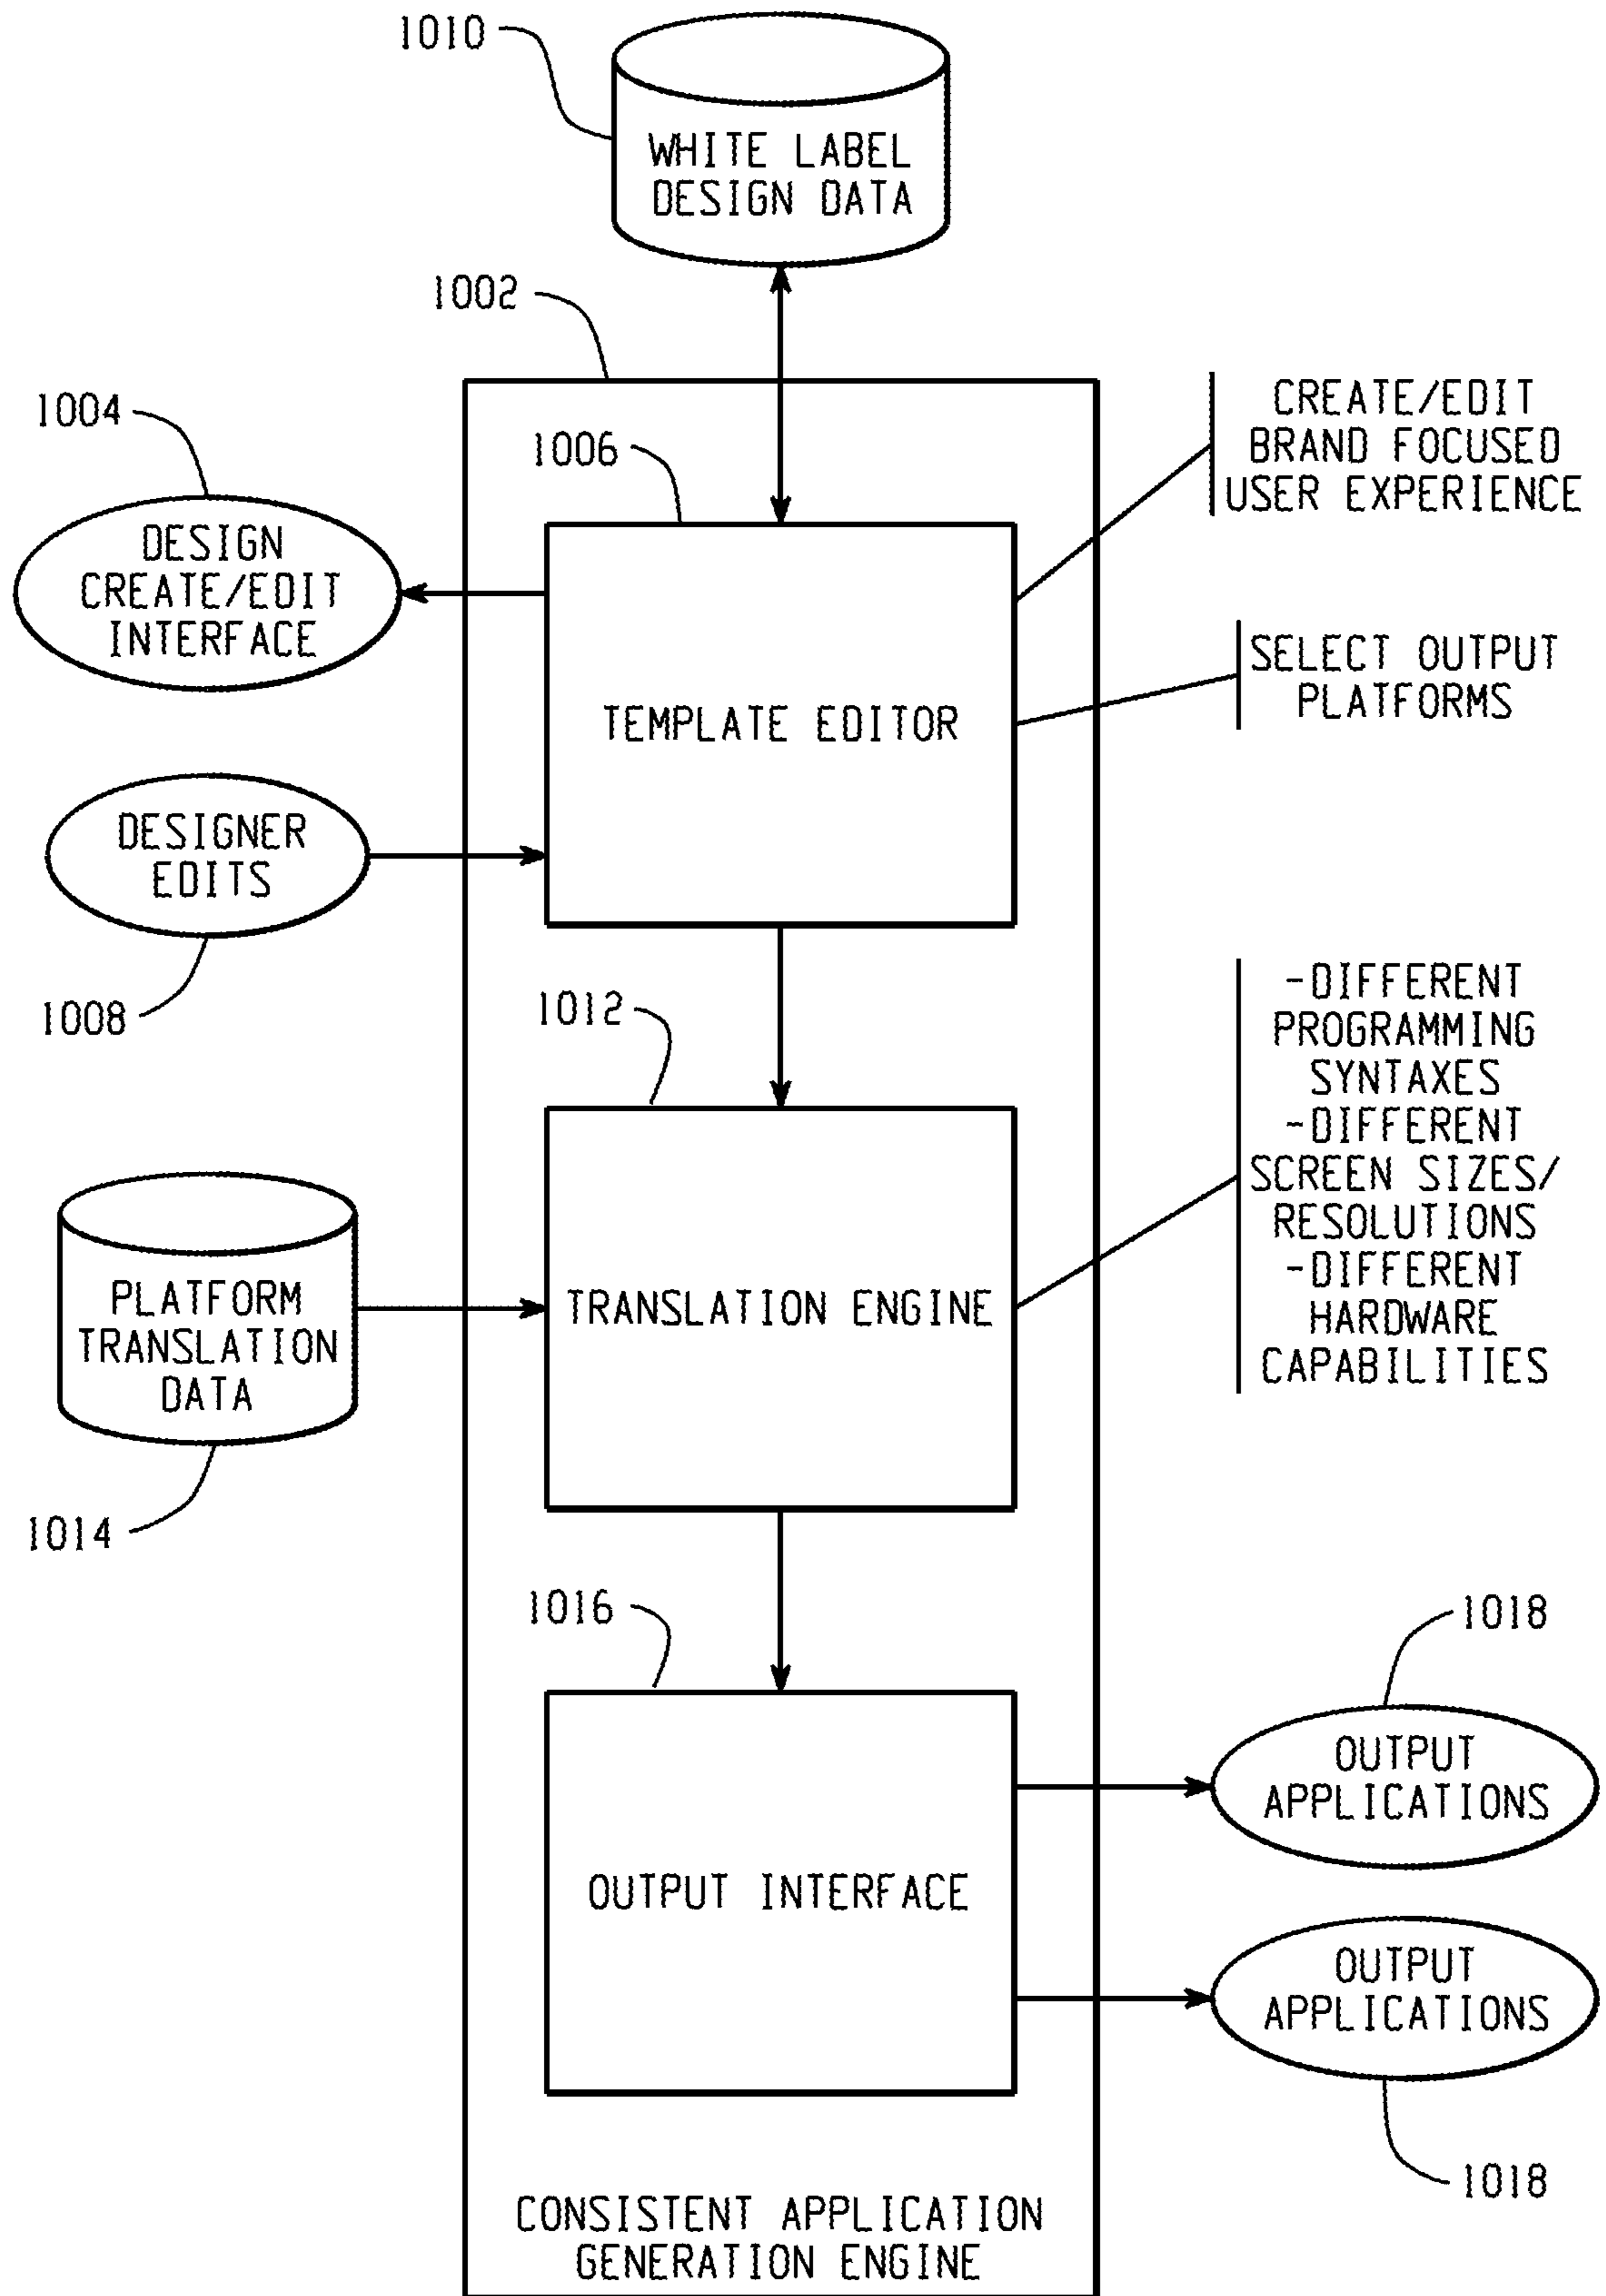 1010
WHITE LABEL
DESIGN DATA
1002
1004
1006
CREATE/EDIT
BRAND FOCUSED
USER EXPERIENCE
DESIGN
CREATE/EDIT
INTERFACE
SELECT OUTPUT
PLATFORMS
TEMPLATE EDITOR
DESIGNER
EDITS
1008
1012
-DIFFERENT
PROGRAMMING
SYNTAXES
-DIFFERENT
SCREEN SIZES/
RESOLUTIONS
-DIFFERENT
HARDWARE
CAPABILITIES
PLATFORM
TRANSLATION
DATA
TRANSLATION ENGINE
1014
1016
1018
OUTPUT
APPLICATIONS
OUTPUT INTERFACE
OUTPUT
APPLICATIONS
1018
CONSISTENT APPLICATION
GENERATION ENGINE